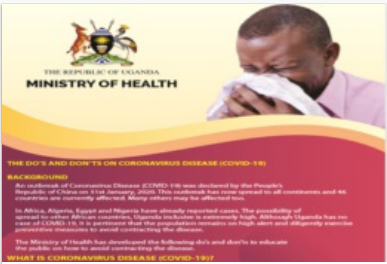 THE REPUBLIC OF UGANDA
MINISTRY OF HEALTH
THE DO'S AND DON'TS ON CORONAVIRUS DISEASE (COVID-19)
BACKGROUND
An outbreak of Coronavirus Disease (COVID-19) was declared by the People's
Republic of China on 31st January, 2020. This outbreak has now spread to all continents and 46
countries are currently affected. Many others may be affected too.
In Africa, Algeria, Egypt and Nigeria have already reported cases. The possibility of
spread to other African countries, Uganda inclusive is extremely high. Although Uganda has no
case of COVID-19, it is pertinent that the population remains on high alert and diligently exercise
preventive measures to avoid contracting the disease.
The Ministry of Health has developed the following do's and don'ts to educate
the public on how to avoid contracting the disease.
WHAT IS CORONAVIRUS DISEASE (COVID-19)?